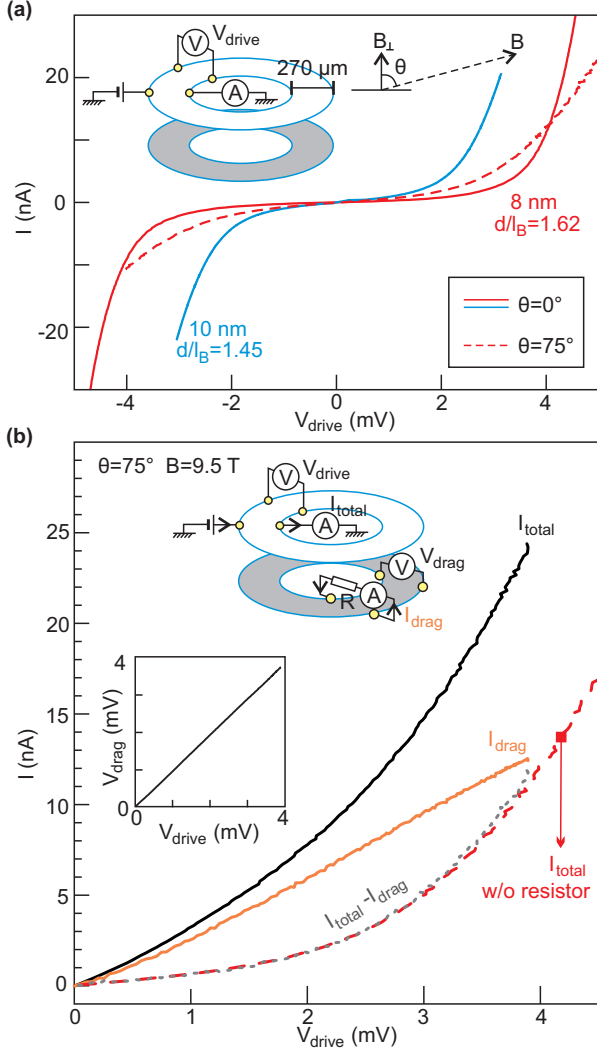 (a)
V_drive
V
270 µm
B⊥
θ
B
A
20
0
-20
I (nA)
8 nm
d/l_B=1.62
10 nm
d/l_B=1.45
θ=0°
θ=75°
-4
-2
0
2
4
V_drive (mV)
(b)
θ=75° B=9.5 T
V
V_drive
I_total
A
V
V_drag
A
R
I_drag
I_total
25
20
15
10
5
0
I (nA)
4
0
V_drag (mV)
0
4
V_drive (mV)
I_drag
I_total-I_drag
I_total
w/o resistor
0
1
2
3
4
V_drive (mV)